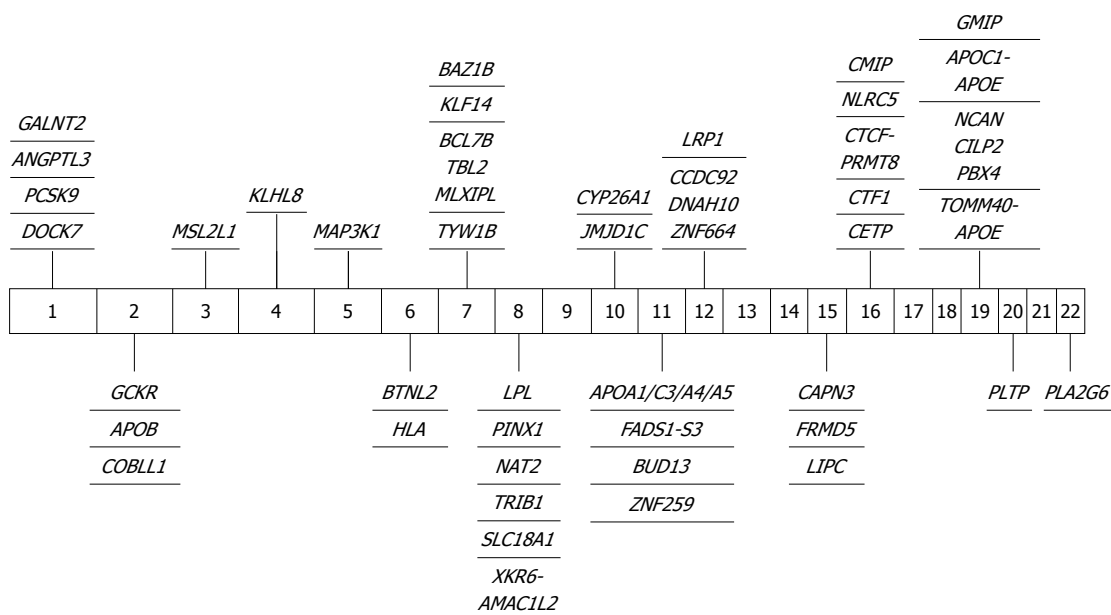 GALNT2
ANGPTL3
PCSK9
DOCK7
MSL2L1
KLHL8
MAP3K1
BAZ1B
KLF14
BCL7B
TBL2
MLXIPL
TYW1B
CYP26A1
JMJD1C
LRP1
CCDC92
DNAH10
ZNF664
CMIP
NLRC5
CTCF-
PRMT8
CTF1
CETP
GMIP
APOC1-
APOE
NCAN
CILP2
PBX4
TOMM40-
APOE
1 2 3 4 5 6 7 8 9 10 11 12 13 14 15 16 17 18 19 20 21 22
GCKR
APOB
COBLL1
BTNL2
HLA
LPL
PINX1
NAT2
TRIB1
SLC18A1
XKR6-
AMAC1L2
APOA1/C3/A4/A5
FADS1-S3
BUD13
ZNF259
CAPN3
FRMD5
LIPC
PLTP
PLA2G6